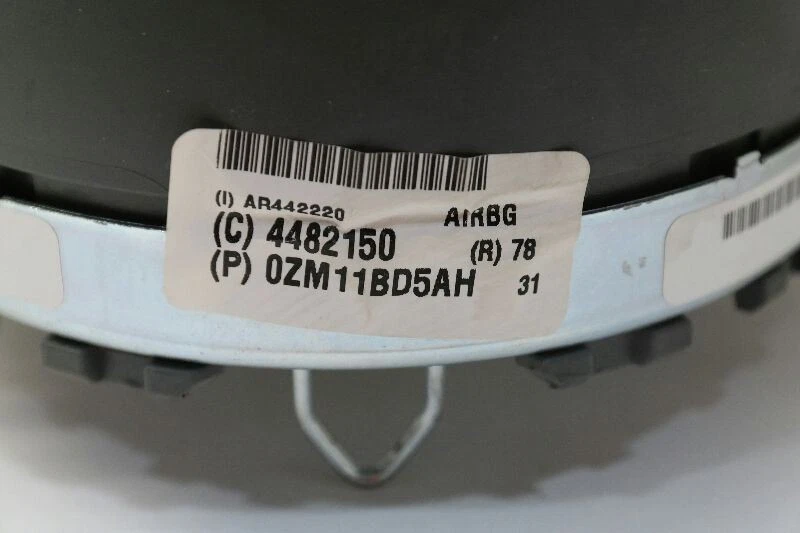 (I) AR442220
AIRBG
(C) 4482150
(R) 78
(P) 0ZM11BD5AH
31